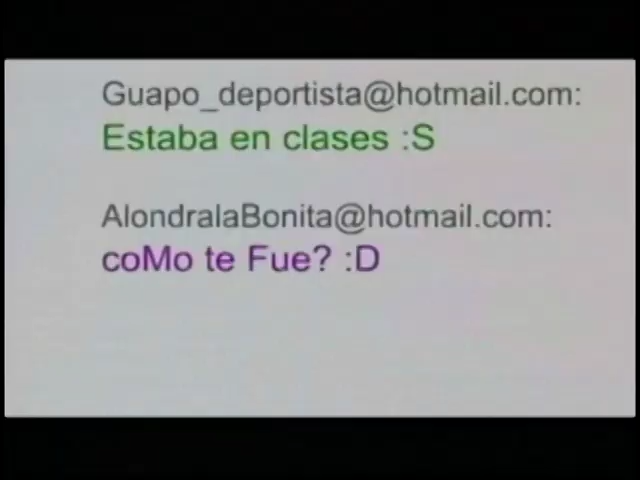 Guapo_deportista@hotmail.com:
Estaba en clases :S
AlondralaBonita@hotmail.com:
coMo te Fue? :D